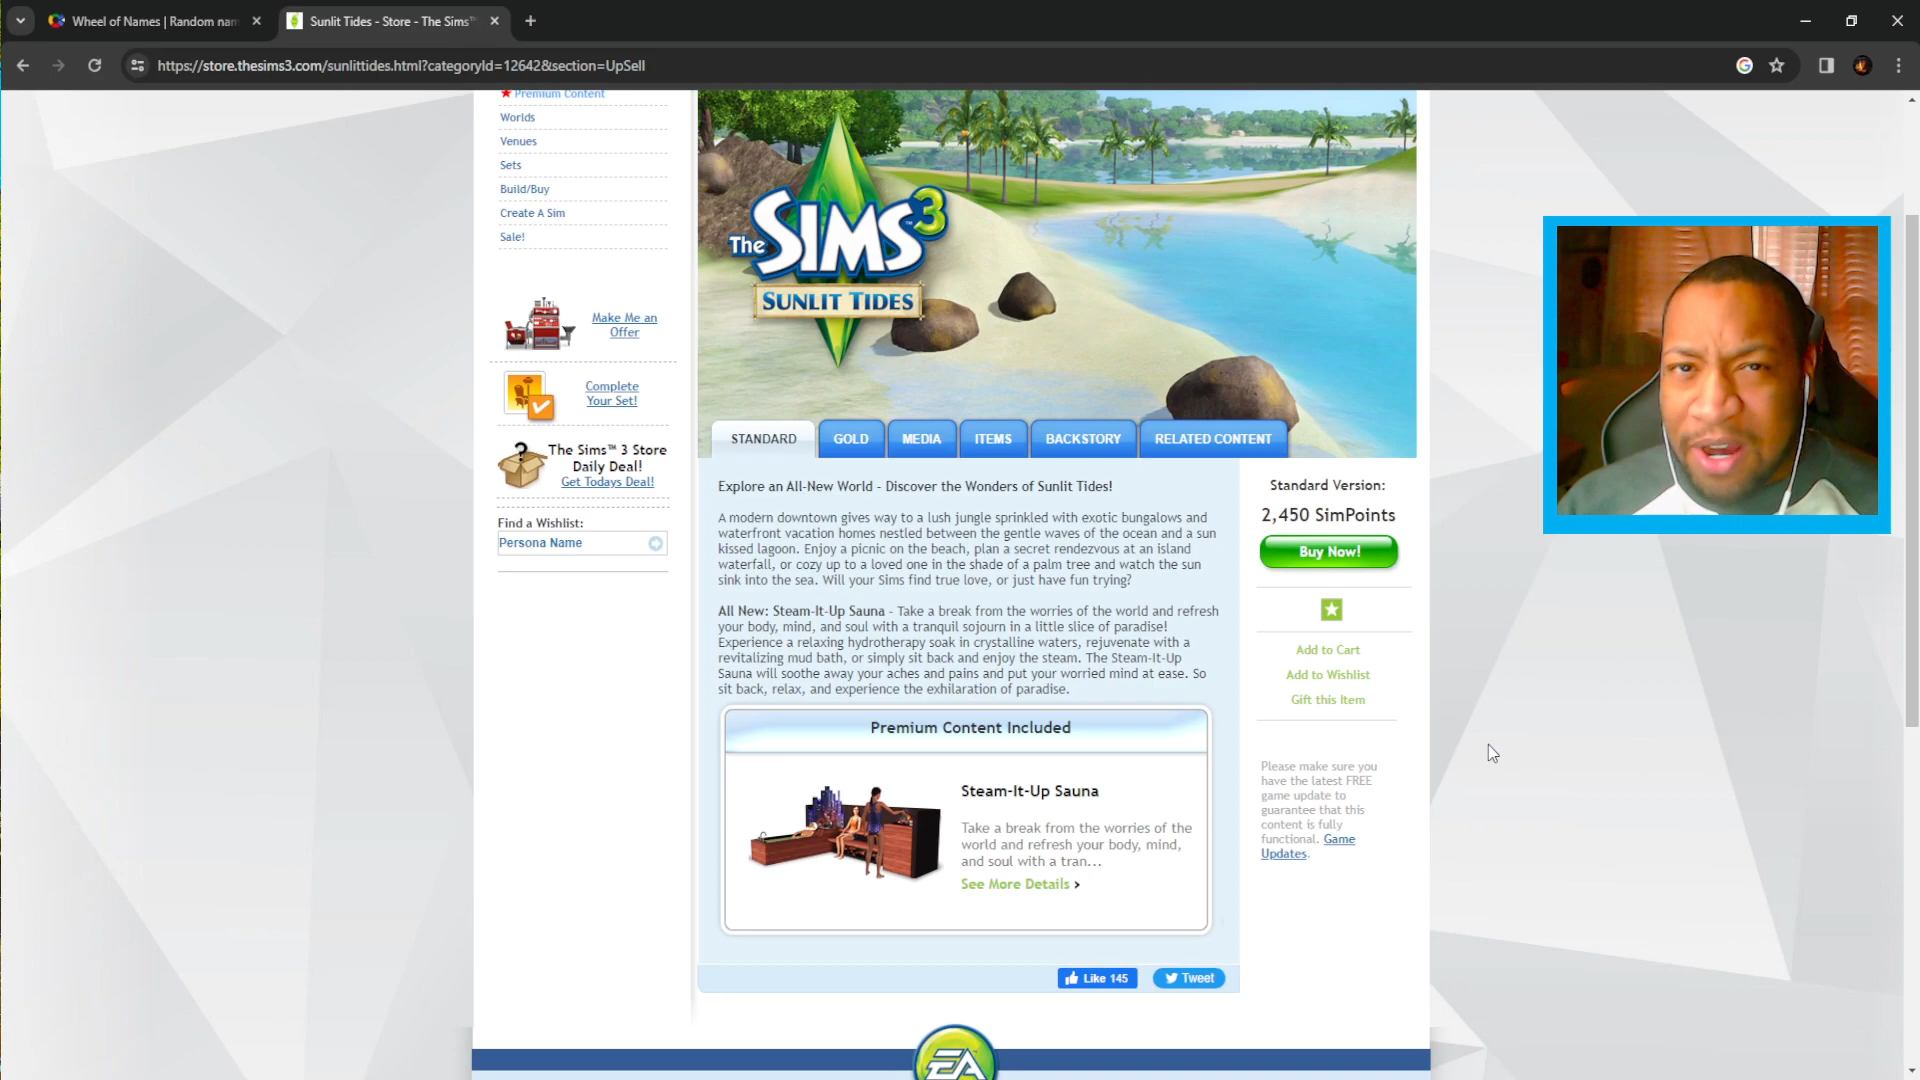 Wheel of Names | Random nam
Sunlit Tides - Store - The Sims™
https://store.thesims3.com/sunlittides.html?categoryId=12642&section=UpSell
Premium Content
Worlds
Venues
Sets
Build/Buy
Create A Sim
Sale!
Make Me an
Offer
Complete
Your Set!
The Sims™ 3 Store
Daily Deal!
Get Todays Deal!
Find a Wishlist:
Persona Name
The SIMS 3
SUNLIT TIDES
STANDARD
GOLD
MEDIA
ITEMS
BACKSTORY
RELATED CONTENT
Explore an All-New World - Discover the Wonders of Sunlit Tides!
A modern downtown gives way to a lush jungle sprinkled with exotic bungalows and
waterfront vacation homes nestled between the gentle waves of the ocean and a sun
kissed lagoon. Enjoy a picnic on the beach, plan a secret rendezvous at an island
waterfall, or cozy up to a loved one in the shade of a palm tree and watch the sun
sink into the sea. Will your Sims find true love, or just have fun trying?
All New: Steam-It-Up Sauna - Take a break from the worries of the world and refresh
your body, mind, and soul with a tranquil sojourn in a little slice of paradise!
Experience a relaxing hydrotherapy soak in crystalline waters, rejuvenate with a
revitalizing mud bath, or simply sit back and enjoy the steam. The Steam-It-Up
Sauna will soothe away your aches and pains and put your worried mind at ease. So
sit back, relax, and experience the exhilaration of paradise.
Premium Content Included
Steam-It-Up Sauna
Take a break from the worries of the
world and refresh your body, mind,
and soul with a tran...
See More Details ›
Like 145
Tweet
Standard Version:
2,450 SimPoints
Buy Now!
Add to Cart
Add to Wishlist
Gift this Item
Please make sure you
have the latest FREE
game update to
guarantee that this
content is fully
functional. Game
Updates.
EA